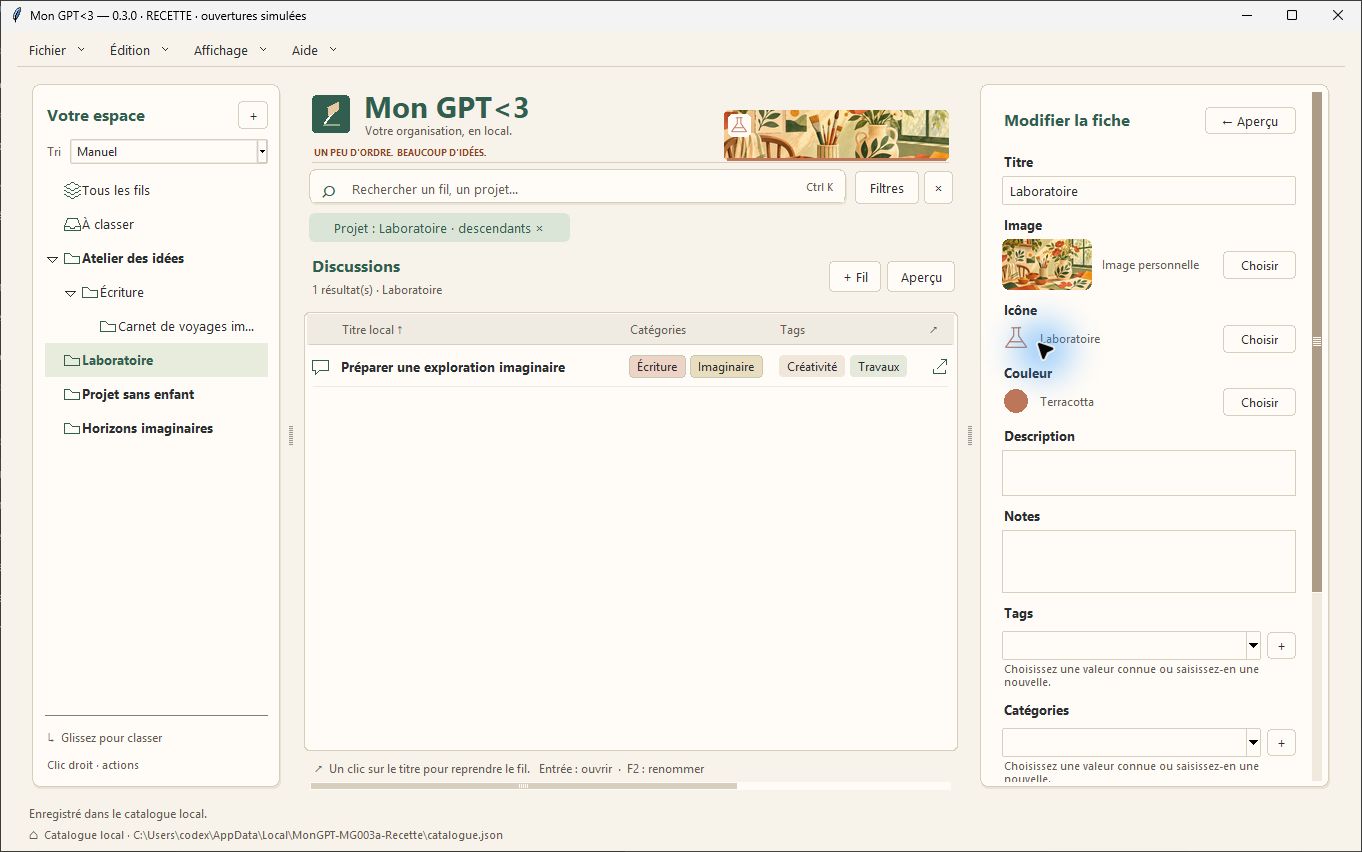 Mon GPT<3 — 0.3.0 · RECETTE · ouvertures simulées
Fichier Édition Affichage Aide
Votre espace
+
Tri Manuel
Tous les fils
À classer
Atelier des idées
Écriture
Carnet de voyages im...
Laboratoire
Projet sans enfant
Horizons imaginaires
↳ Glissez pour classer
Clic droit · actions
Mon GPT<3
Votre organisation, en local.
UN PEU D'ORDRE. BEAUCOUP D'IDÉES.
Rechercher un fil, un projet... Ctrl K
Filtres ×
Projet : Laboratoire · descendants ×
Discussions
1 résultat(s) · Laboratoire
+ Fil Aperçu
Titre local ↑ Catégories Tags ↗
Préparer une exploration imaginaire Écriture Imaginaire Créativité Travaux
↗ Un clic sur le titre pour reprendre le fil. Entrée : ouvrir · F2 : renommer
Modifier la fiche
← Aperçu
Titre
Laboratoire
Image
Image personnelle Choisir
Icône
Laboratoire Choisir
Couleur
Terracotta Choisir
Description
Notes
Tags
+
Choisissez une valeur connue ou saisissez-en une
nouvelle.
Catégories
+
Choisissez une valeur connue ou saisissez-en une
nouvelle.
Enregistré dans le catalogue local.
⌂ Catalogue local · C:\Users\codex\AppData\Local\MonGPT-MG003a-Recette\catalogue.json